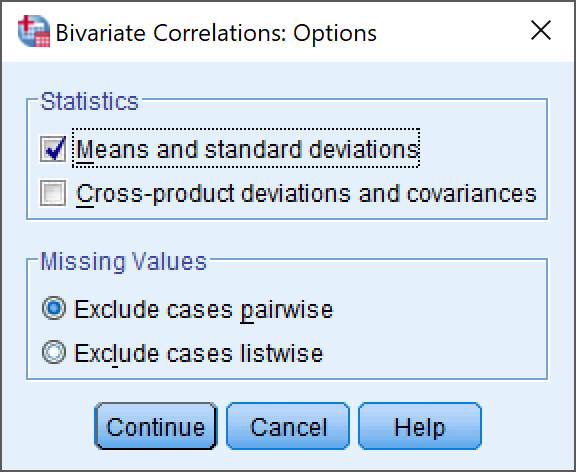 Bivariate Correlations: Options
Statistics
Means and standard deviations
Cross-product deviations and covariances
Missing Values
Exclude cases pairwise
Exclude cases listwise
Continue Cancel Help